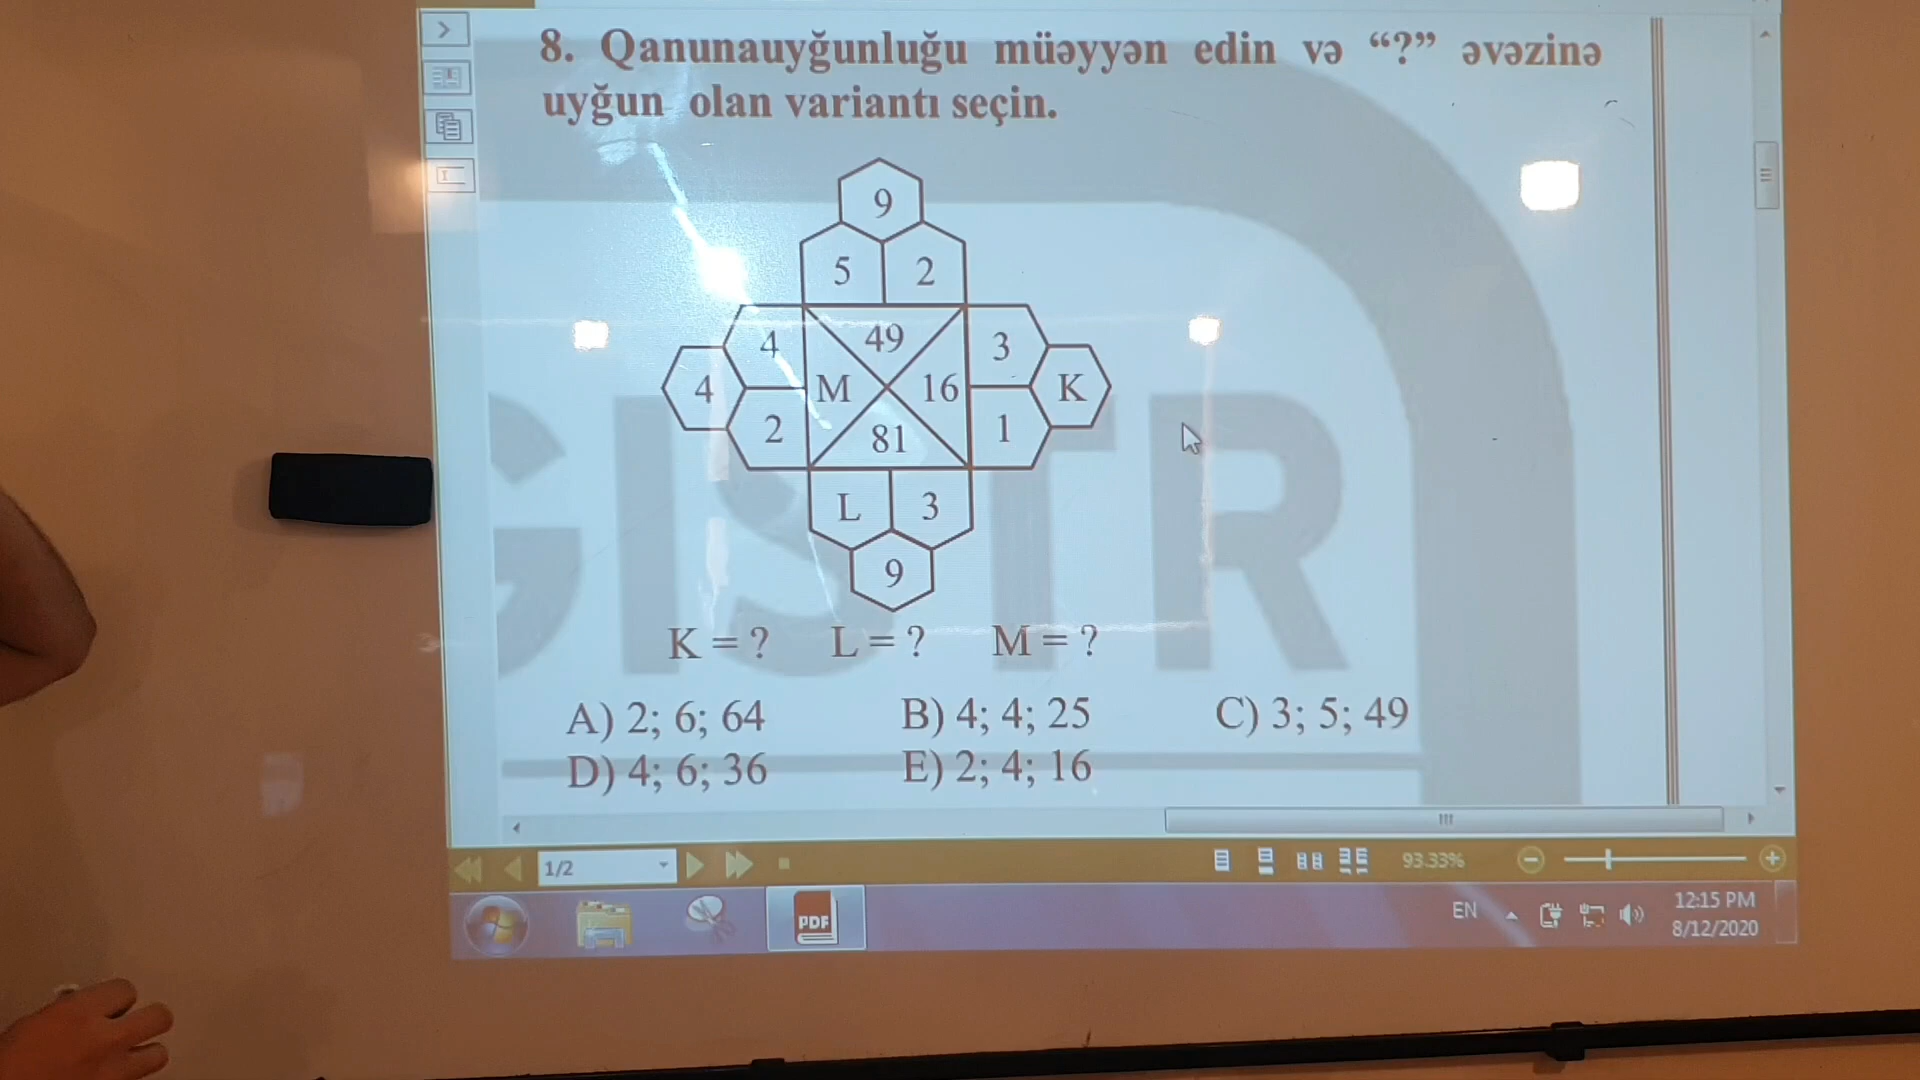 8. Qanunauyğunluğu müəyyən edin və “?” əvəzinə
uyğun olan variantı seçin.
9
5 2
4 49 3
4 M 16 K
2 81 1
L 3
9
K = ? L = ? M = ?
A) 2; 6; 64 B) 4; 4; 25 C) 3; 5; 49
D) 4; 6; 36 E) 2; 4; 16
GISTR
1/2 93.33%
PDF EN 12:15 PM
8/12/2020